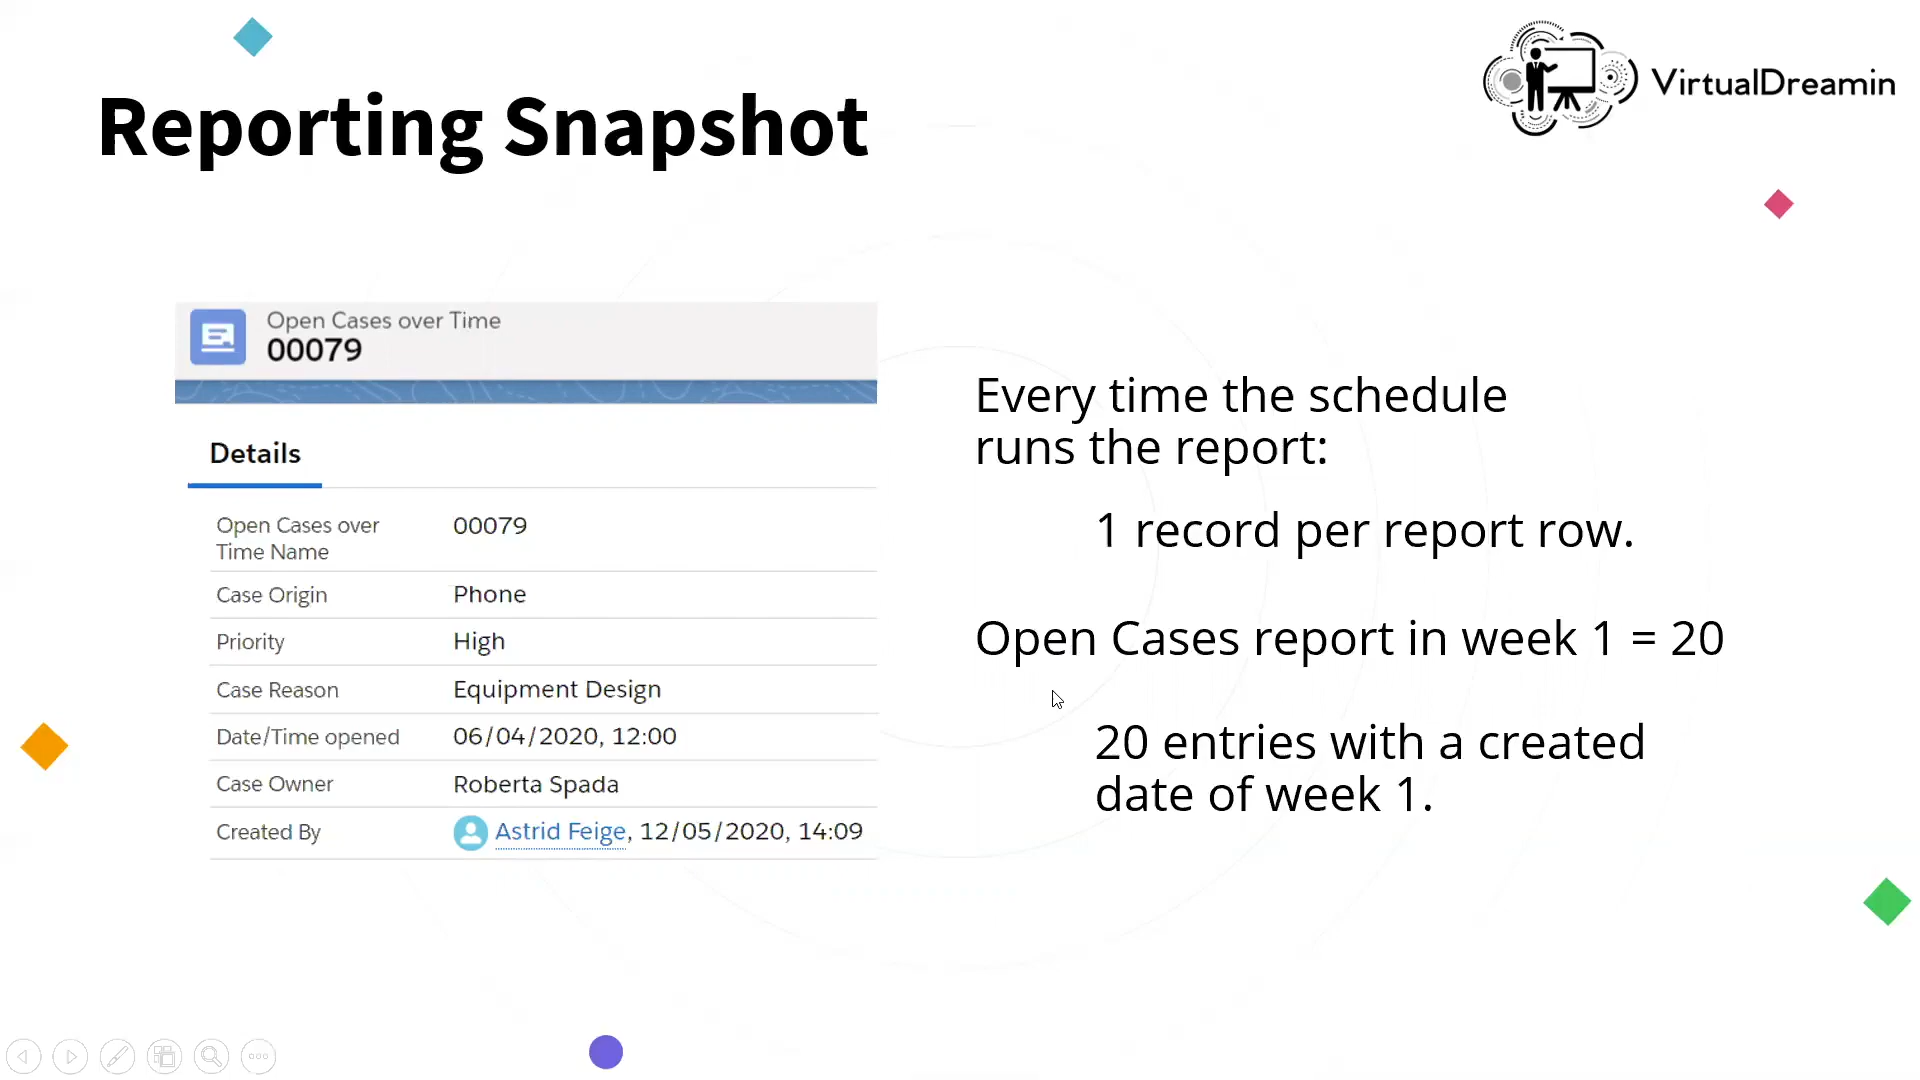 VirtualDreamin
Reporting Snapshot
Open Cases over Time
00079
Details
Open Cases over
Time Name
00079
Case Origin
Phone
Priority
High
Case Reason
Equipment Design
Date/Time opened
06/04/2020, 12:00
Case Owner
Roberta Spada
Created By
Astrid Feige, 12/05/2020, 14:09
Every time the schedule
runs the report:
1 record per report row.
Open Cases report in week 1 = 20
20 entries with a created
date of week 1.